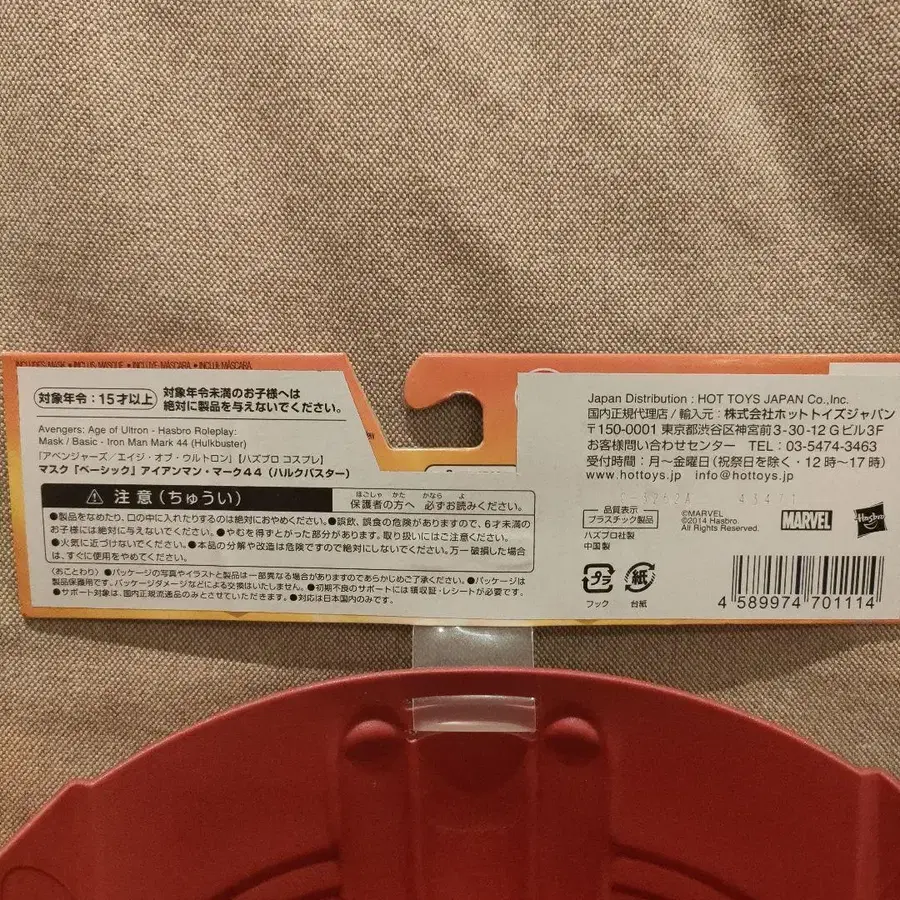 INCLUDES MASK • INCLUS: MASQUE • INCLUYE: MÁSCARA • INCLUI: MÁSCARA
対象年令：15才以上
対象年令未満のお子様へは
絶対に製品を与えないでください。
Avengers: Age of Ultron - Hasbro Roleplay:
Mask / Basic - Iron Man Mark 44 (Hulkbuster)
「アベンジャーズ／エイジ・オブ・ウルトロン」【ハズブロ コスプレ】
マスク『ベーシック』アイアンマン・マーク44（ハルクバスター）
注意（ちゅうい）
ほごしゃ かた かなら よ
保護者の方へ 必ずお読みください。
●製品をなめたり、口の中に入れたりするのは絶対におやめください。●誤飲、誤食の危険がありますので、6才未満の
お子様には絶対に与えないでください。●やむを得ずとがった部分があります。取り扱いにはご注意ください。
●火気に近づけないでください。●本品の分解や改造は危険ですので絶対にしないでください。万一破損した場合
は、すぐに使用をやめてください。
（おことわり）●パッケージの写真やイラストと製品は一部異なる場合がありますのであらかじめご了承ください。●パッケージは
製品保護用です。パッケージダメージなどによる交換はいたしません。●初期不良のサポートには領収証・レシートが必要です。
●サポート対象は、国内正規流通品のみとさせていただきます。●対応は日本国内のみです。
Japan Distribution : HOT TOYS JAPAN Co.,Inc.
国内正規代理店 / 輸入元：株式会社ホットトイズジャパン
〒150-0001 東京都渋谷区神宮前3-30-12 Gビル3F
お客様問い合わせセンター TEL：03-5474-3463
受付時間：月〜金曜日（祝祭日を除く・12時〜17時）
www.hottoys.jp info@hottoys.jp
品質表示
プラスチック製品
ハズブロ社製
中国製
©MARVEL
©2014 Hasbro.
All Rights Reserved.
MARVEL
Hasbro
プラ
フック
紙
台紙
4 589974 701114